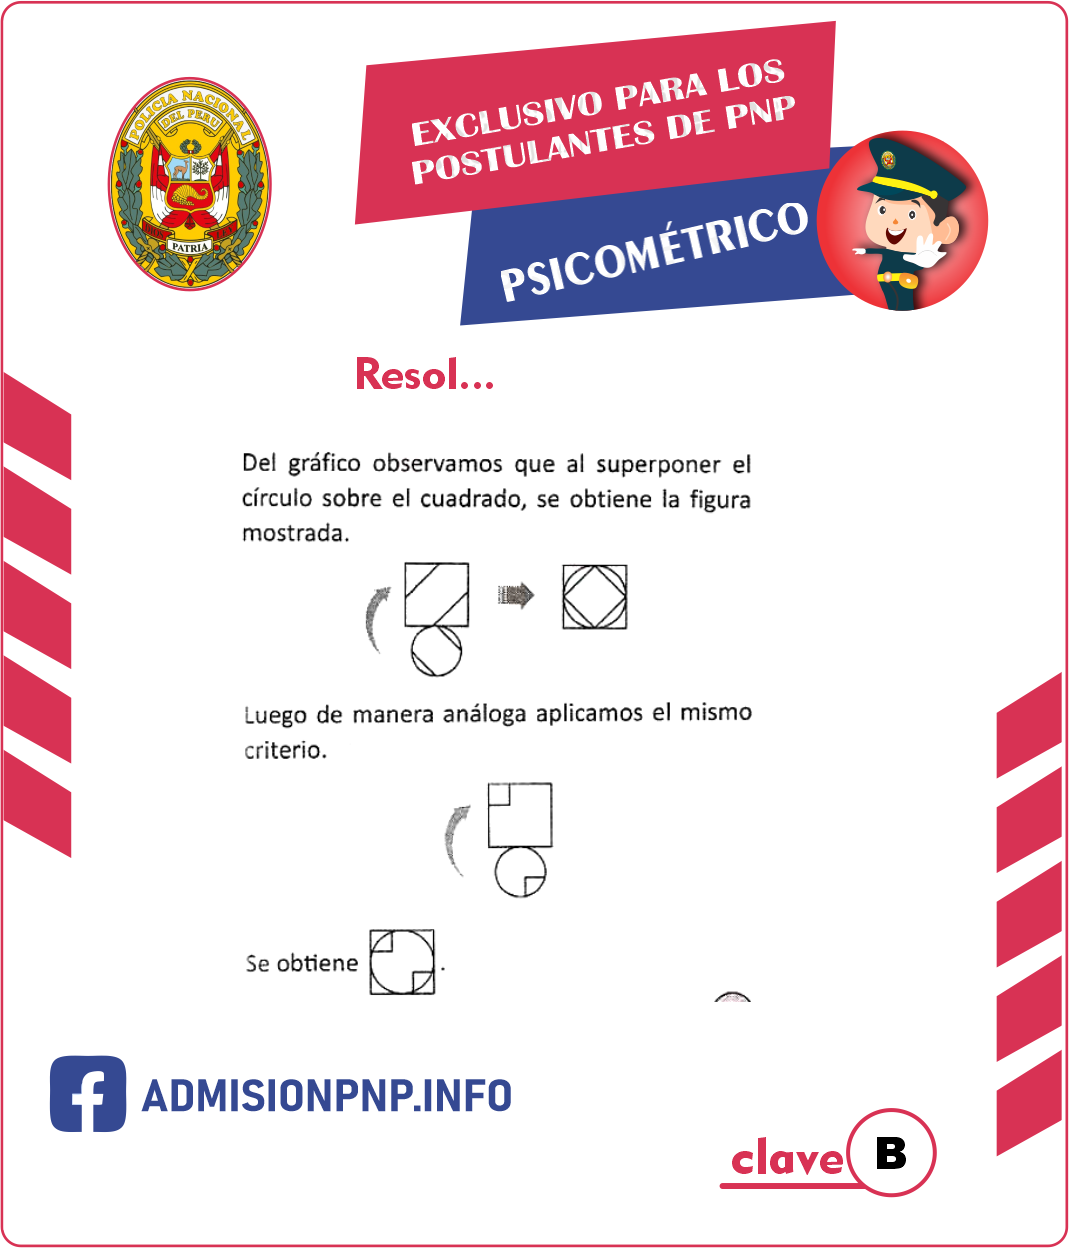 POLICIA NACIONAL
DEL PERU
DIOS
PATRIA
LEY
EXCLUSIVO PARA LOS
POSTULANTES DE PNP
PSICOMÉTRICO
Resol...
Del gráfico observamos que al superponer el
círculo sobre el cuadrado, se obtiene la figura
mostrada.
Luego de manera análoga aplicamos el mismo
criterio.
Se obtiene .
ADMISIONPNP.INFO
clave B